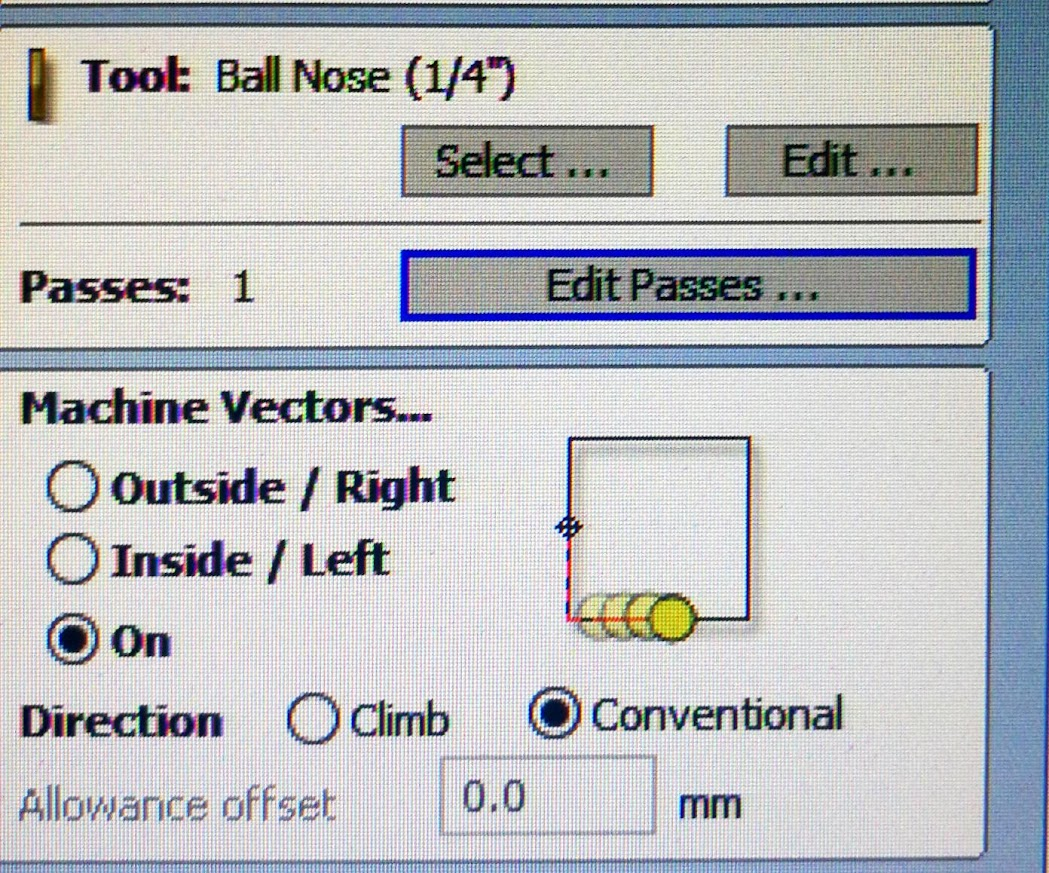 Tool: Ball Nose (1/4")
Select ... Edit ...
Passes: 1 Edit Passes ...
Machine Vectors...
Outside / Right
Inside / Left
On
Direction Climb Conventional
Allowance offset 0.0 mm